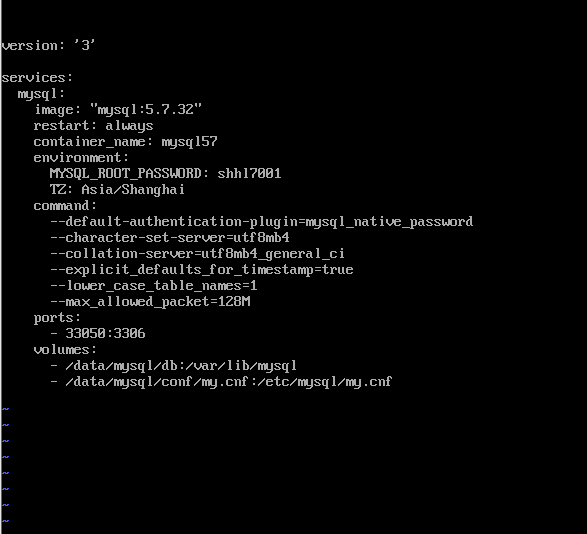 version: '3'
services:
  mysql:
    image: "mysql:5.7.32"
    restart: always
    container_name: mysql57
    environment:
      MYSQL_ROOT_PASSWORD: shhl7001
      TZ: Asia/Shanghai
    command:
      --default-authentication-plugin=mysql_native_password
      --character-set-server=utf8mb4
      --collation-server=utf8mb4_general_ci
      --explicit_defaults_for_timestamp=true
      --lower_case_table_names=1
      --max_allowed_packet=128M
    ports:
      - 33050:3306
    volumes:
      - /data/mysql/db:/var/lib/mysql
      - /data/mysql/conf/my.cnf:/etc/mysql/my.cnf
~
~
~
~
~
~
~
~